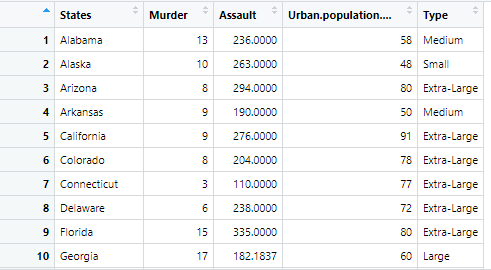 States Murder Assault Urban.population.... Type
1 Alabama 13 236.0000 58 Medium
2 Alaska 10 263.0000 48 Small
3 Arizona 8 294.0000 80 Extra-Large
4 Arkansas 9 190.0000 50 Medium
5 California 9 276.0000 91 Extra-Large
6 Colorado 8 204.0000 78 Extra-Large
7 Connecticut 3 110.0000 77 Extra-Large
8 Delaware 6 238.0000 72 Extra-Large
9 Florida 15 335.0000 80 Extra-Large
10 Georgia 17 182.1837 60 Large